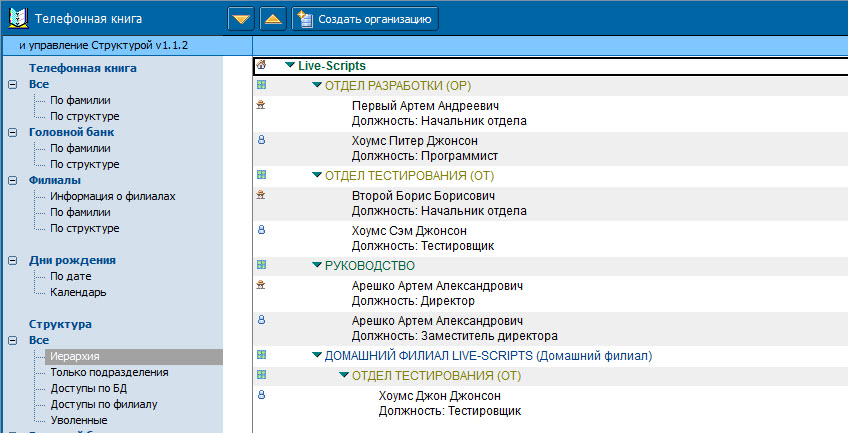 Телефонная книга
Создать организацию
и управление Структурой v1.1.2
Телефонная книга
Все
По фамилии
По структуре
Головной банк
По фамилии
По структуре
Филиалы
Информация о филиалах
По фамилии
По структуре
Дни рождения
По дате
Календарь
Структура
Все
Иерархия
Только подразделения
Доступы по БД
Доступы по филиалу
Уволенные
Live-Scripts
ОТДЕЛ РАЗРАБОТКИ (ОР)
Первый Артем Андреевич
Должность: Начальник отдела
Хоумс Питер Джонсон
Должность: Программист
ОТДЕЛ ТЕСТИРОВАНИЯ (ОТ)
Второй Борис Борисович
Должность: Начальник отдела
Хоумс Сэм Джонсон
Должность: Тестировщик
РУКОВОДСТВО
Арешко Артем Александрович
Должность: Директор
Арешко Артем Александрович
Должность: Заместитель директора
ДОМАШНИЙ ФИЛИАЛ LIVE-SCRIPTS (Домашний филиал)
ОТДЕЛ ТЕСТИРОВАНИЯ (ОТ)
Хоумс Джон Джонсон
Должность: Тестировщик